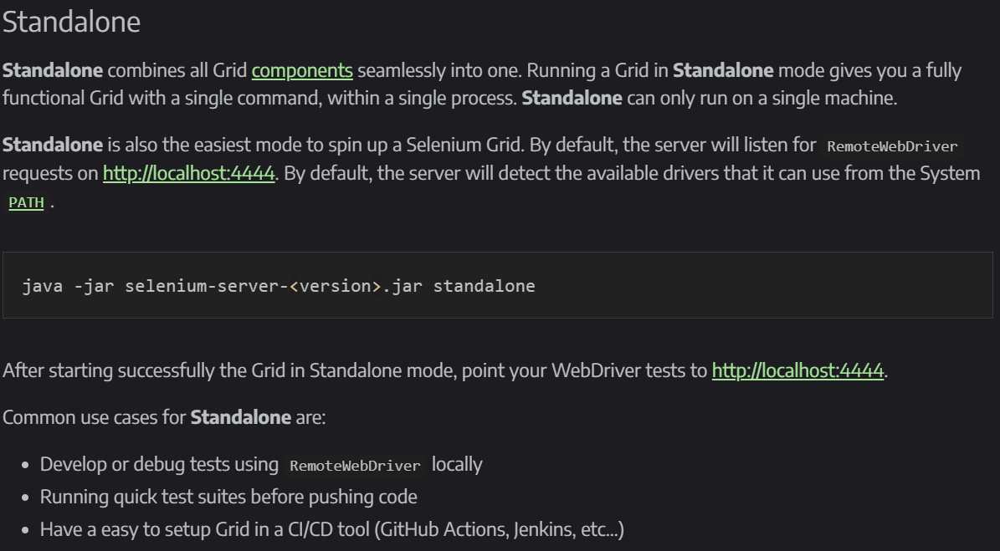 Standalone
Standalone combines all Grid components seamlessly into one. Running a Grid in Standalone mode gives you a fully
functional Grid with a single command, within a single process. Standalone can only run on a single machine.
Standalone is also the easiest mode to spin up a Selenium Grid. By default, the server will listen for RemoteWebDriver
requests on http://localhost:4444. By default, the server will detect the available drivers that it can use from the System
PATH .
java -jar selenium-server-<version>.jar standalone
After starting successfully the Grid in Standalone mode, point your WebDriver tests to http://localhost:4444.
Common use cases for Standalone are:
• Develop or debug tests using RemoteWebDriver locally
• Running quick test suites before pushing code
• Have a easy to setup Grid in a CI/CD tool (GitHub Actions, Jenkins, etc...)